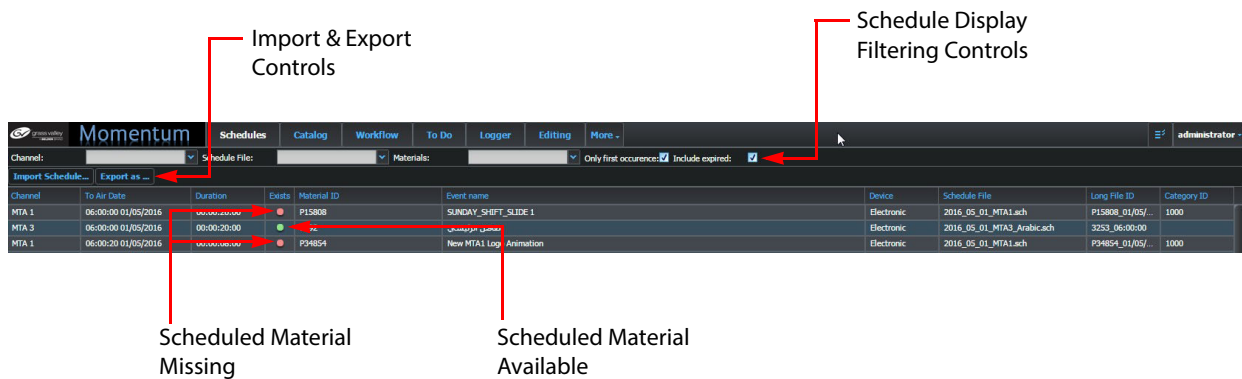 Import & Export
Controls
Schedule Display
Filtering Controls
grass valley Momentum Schedules Catalog Workflow To Do Logger Editing More administrator
Channel: Schedule File: Materials: Only first occurence: Include expired:
Import Schedule... Export as ...
Channel To Air Date Duration Exists Material ID Event name Device Schedule File Long File ID Category ID
MTA 1 06:00:00 01/05/2016 00:00:20:00 P15808 SUNDAY_SHIFT_SLIDE 1 Electronic 2016_05_01_MTA1.sch P15808_01/05/... 1000
MTA 3 06:00:00 01/05/2016 00:00:20:00 Electronic 2016_05_01_MTA3_Arabic.sch 3253_06:00:00
MTA 1 06:00:20 01/05/2016 P34854 New MTA1 Logo Animation Electronic 2016_05_01_MTA1.sch P34854_01/05/... 1000
Scheduled Material
Missing
Scheduled Material
Available